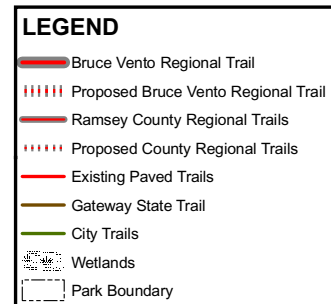 LEGEND
Bruce Vento Regional Trail
Proposed Bruce Vento Regional Trail
Ramsey County Regional Trails
Proposed County Regional Trails
Existing Paved Trails
Gateway State Trail
City Trails
Wetlands
Park Boundary